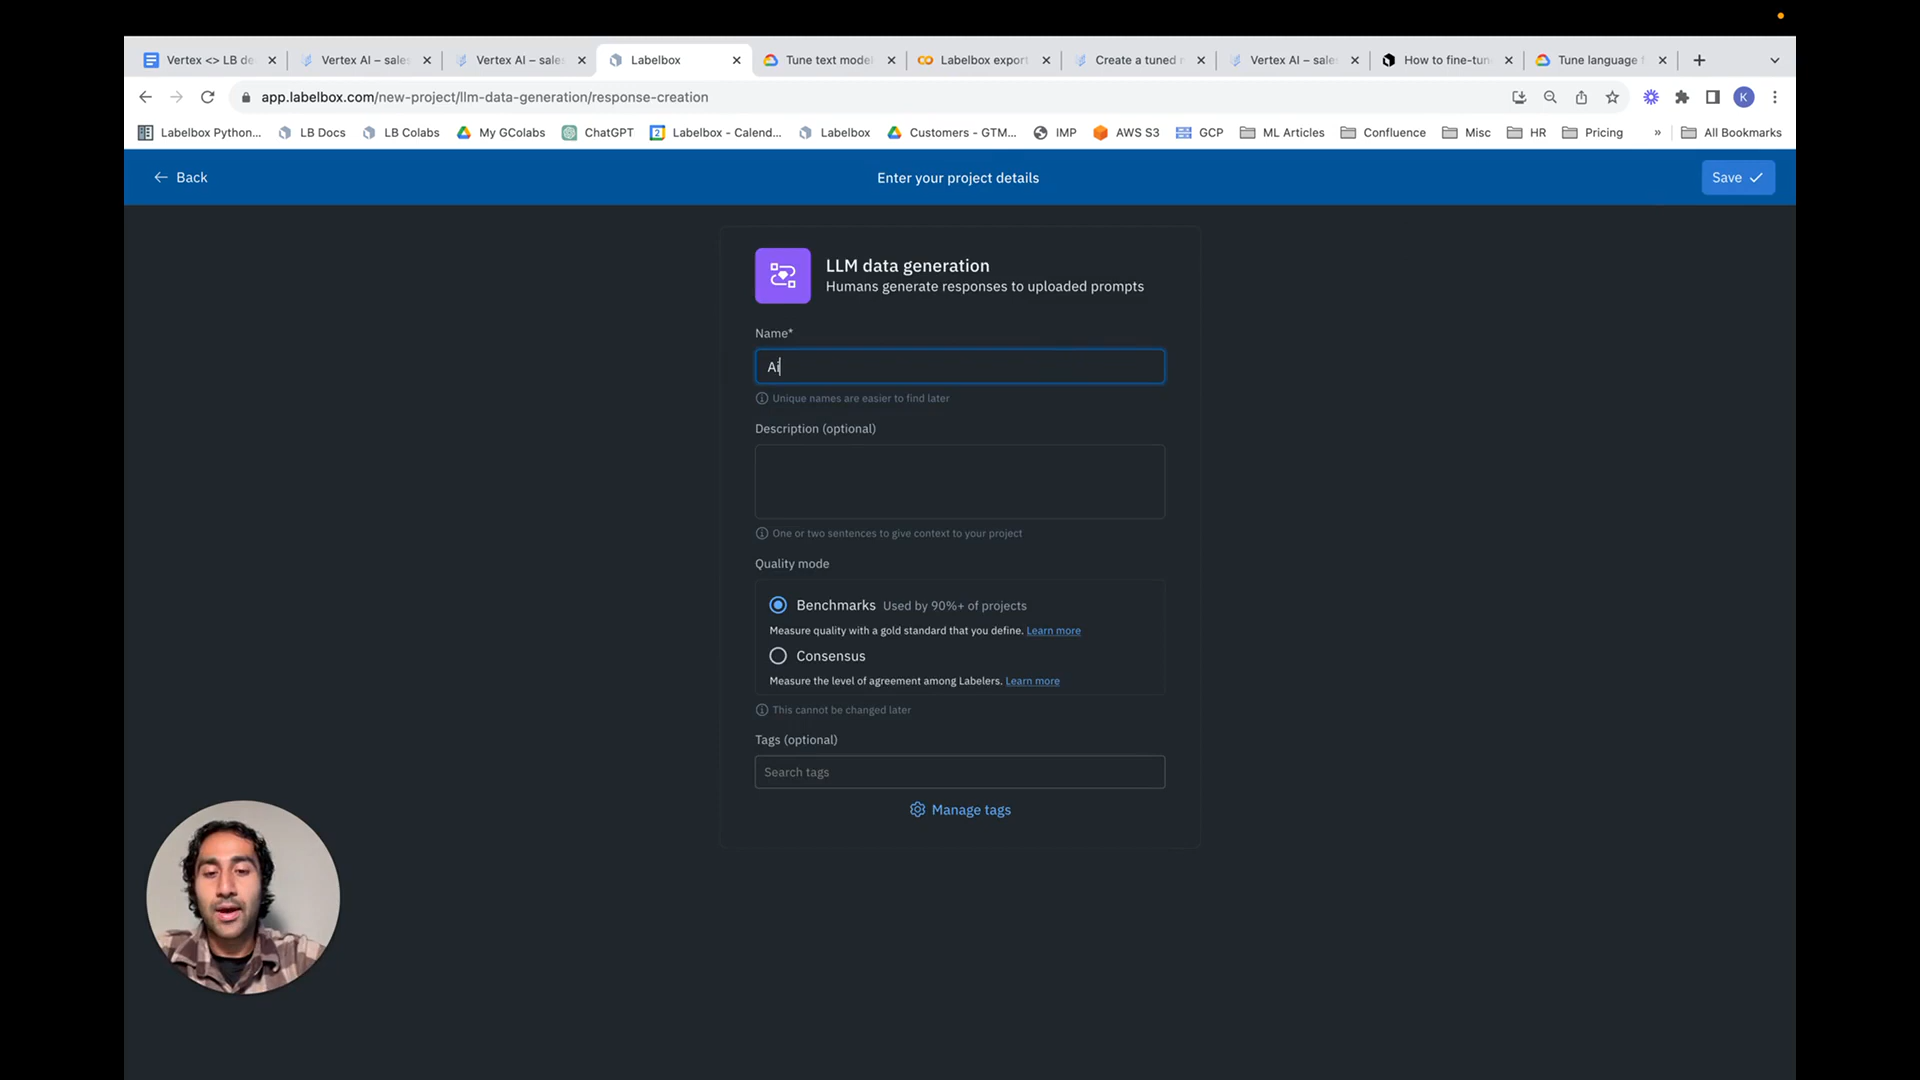 Vertex <> LB de
Vertex AI – sales
Vertex AI – sales
Labelbox
Tune text model
Labelbox export
Create a tuned m
Vertex AI – sales
How to fine-tun
Tune language f
app.labelbox.com/new-project/llm-data-generation/response-creation
K
Labelbox Python...
LB Docs
LB Colabs
My GColabs
ChatGPT
2
Labelbox - Calend...
Labelbox
Customers - GTM...
IMP
AWS S3
GCP
ML Articles
Confluence
Misc
HR
Pricing
»
All Bookmarks
Back
Enter your project details
Save
LLM data generation
Humans generate responses to uploaded prompts
Name*
Ai
Unique names are easier to find later
Description (optional)
One or two sentences to give context to your project
Quality mode
Benchmarks Used by 90%+ of projects
Measure quality with a gold standard that you define. Learn more
Consensus
Measure the level of agreement among Labelers. Learn more
This cannot be changed later
Tags (optional)
Search tags
Manage tags